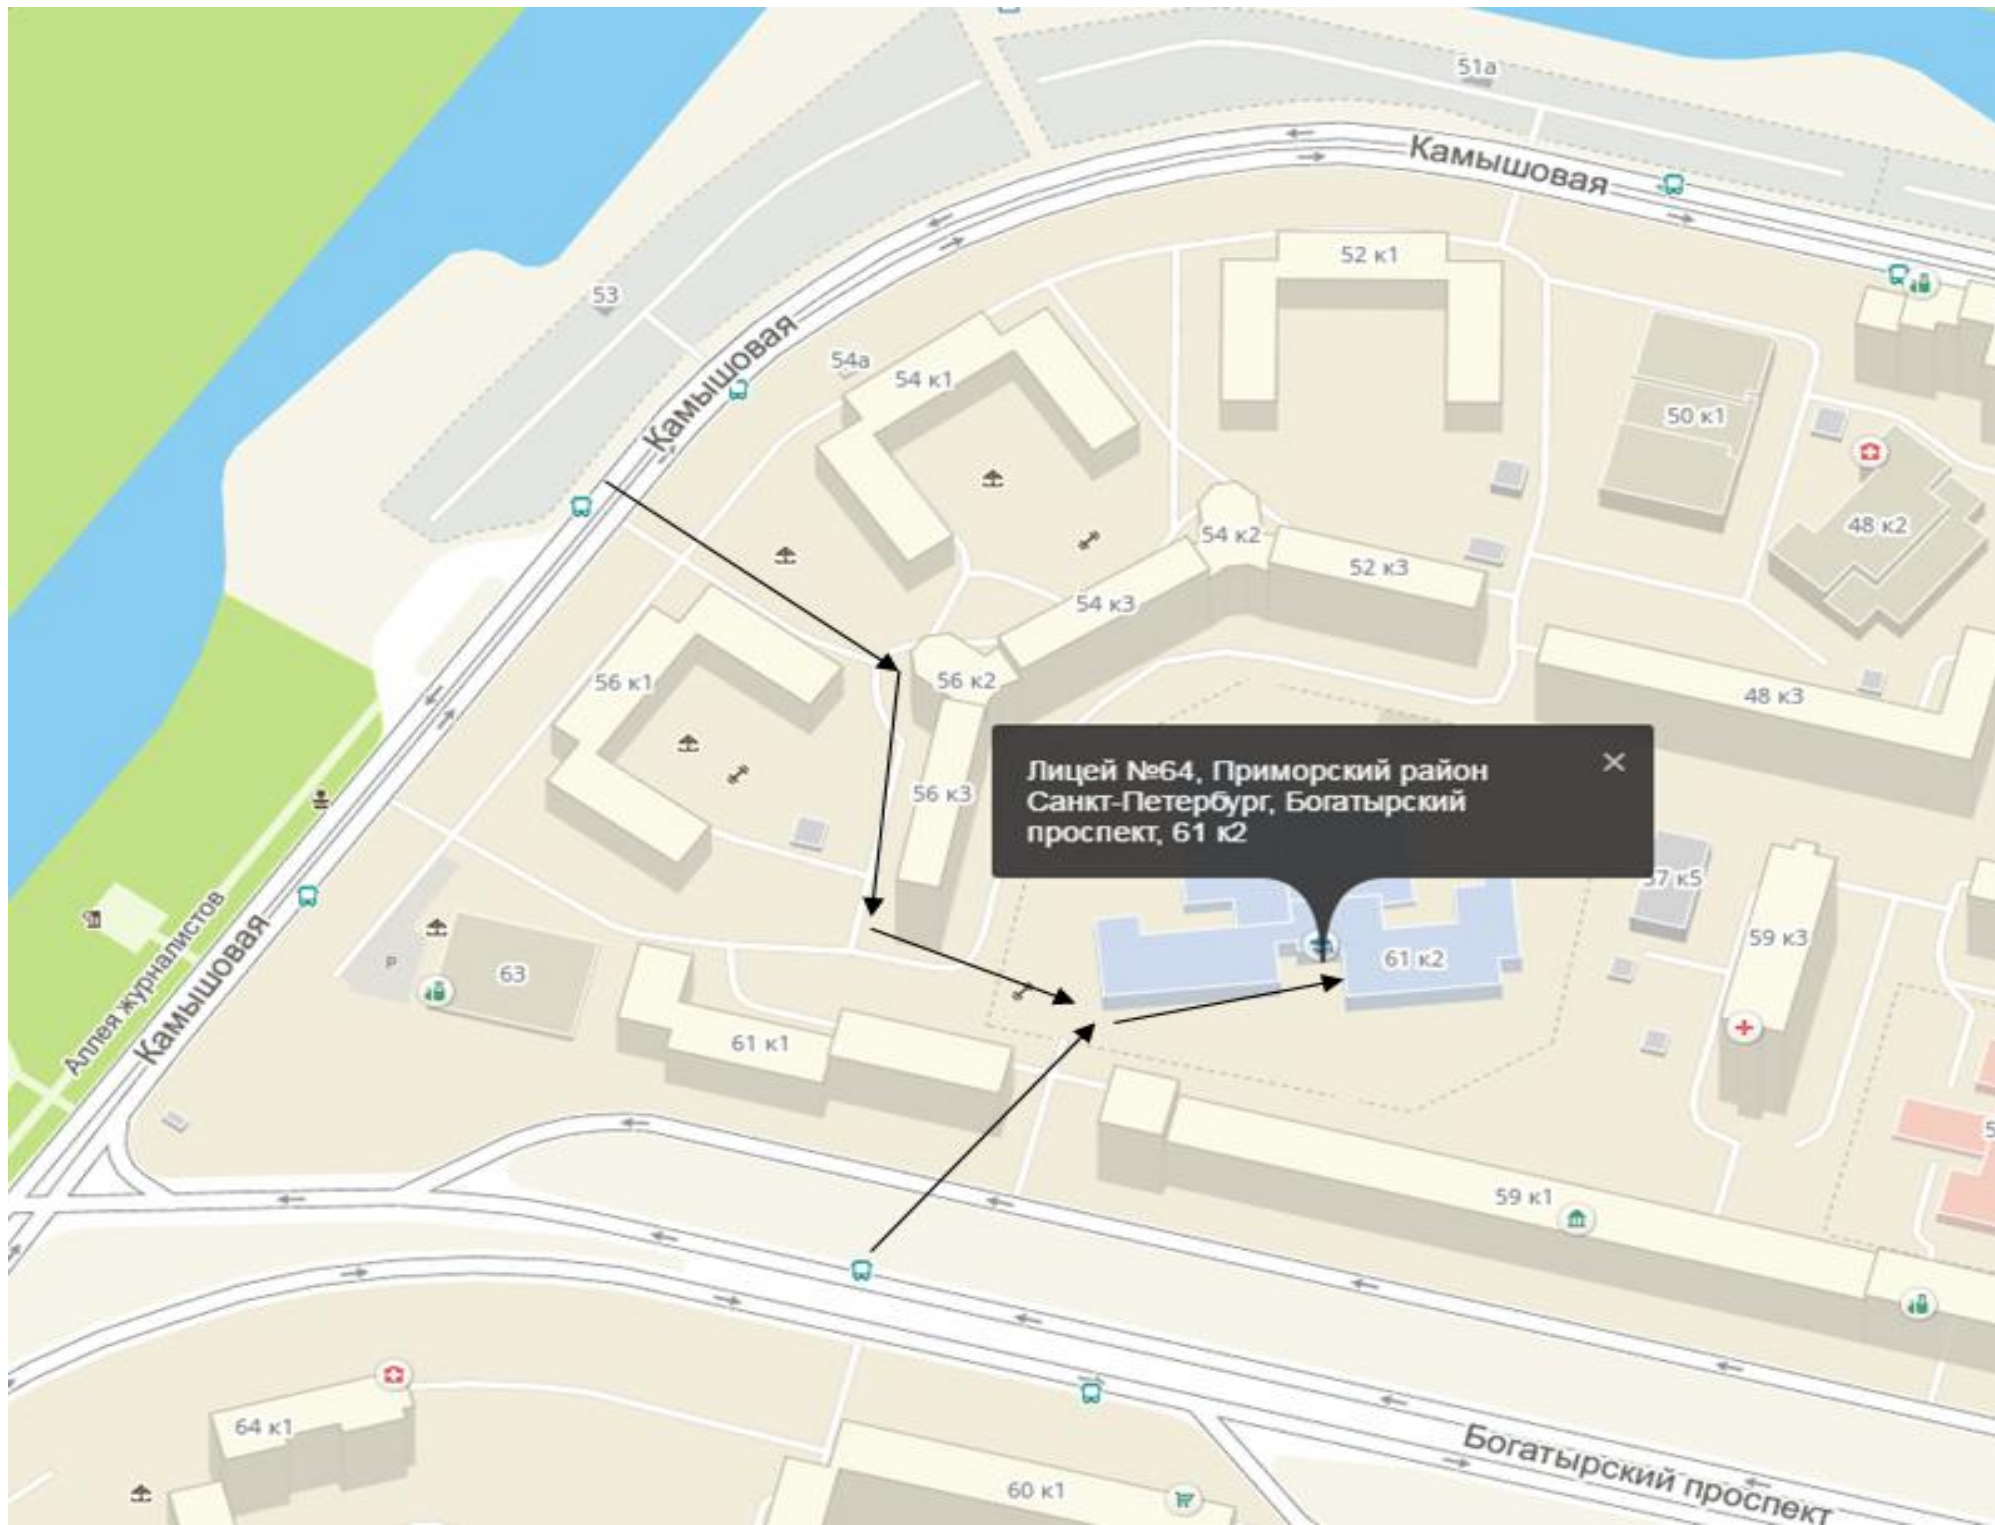 51а
Камышовая
52 к1
53
Камышовая
54а
54 к1
50 к1
48 к2
54 к2
52 к3
54 к3
56 к1
56 к2
48 к3
Лицей №64, Приморский район
Санкт-Петербург, Богатырский
проспект, 61 к2
56 к3
37 к5
59 к3
61 к2
63
P
Аллея журналистов
Камышовая
61 к1
5
59 к1
64 к1
60 к1
Богатырский проспект